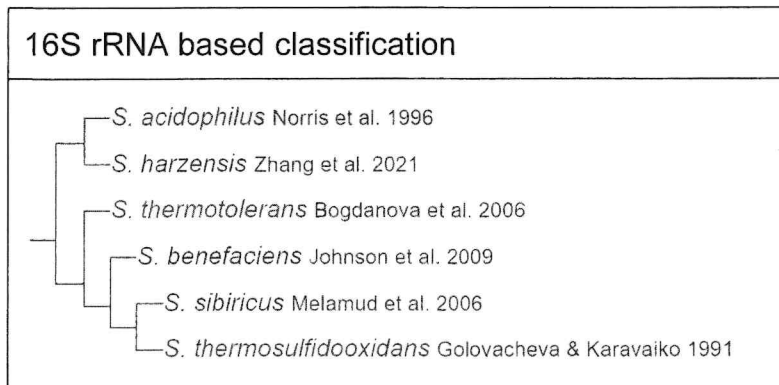 16S rRNA based classification
S. acidophilus Norris et al. 1996
S. harzensis Zhang et al. 2021
S. thermotolerans Bogdanova et al. 2006
S. benefaciens Johnson et al. 2009
S. sibiricus Melamud et al. 2006
S. thermosulfidooxidans Golovacheva & Karavaiko 1991